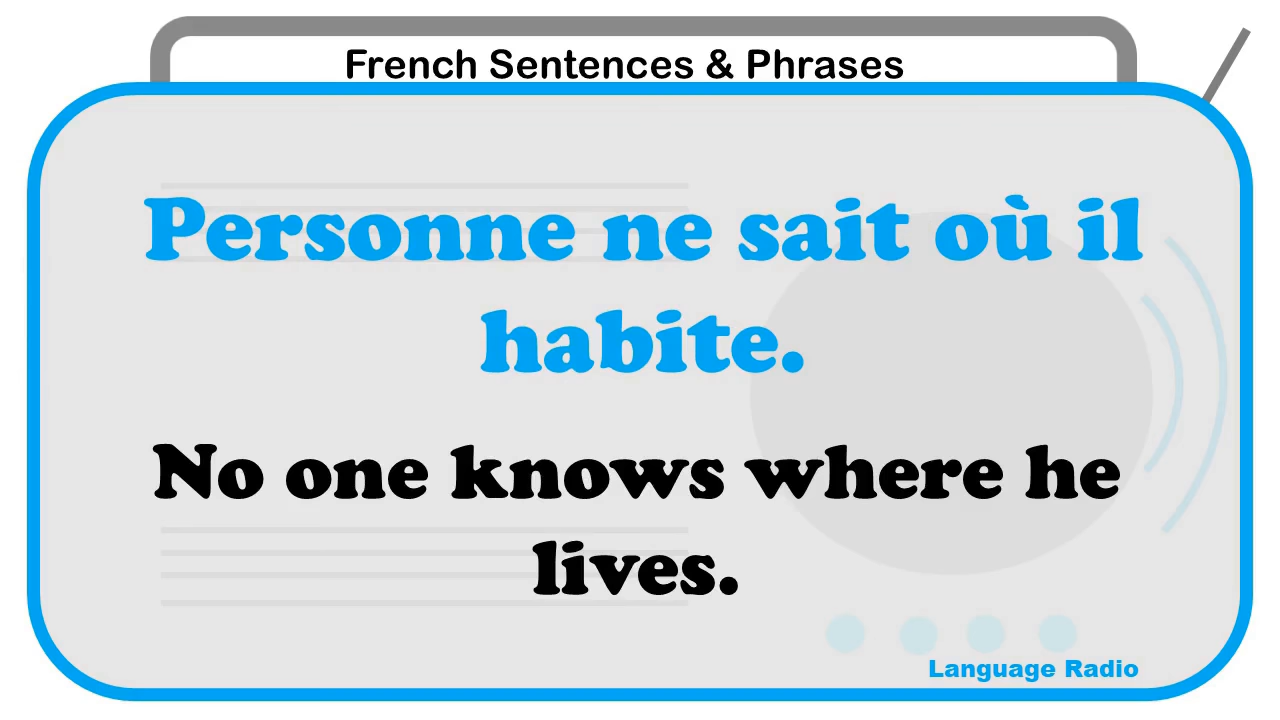 French Sentences & Phrases
Personne ne sait où il
habite.
No one knows where he
lives.
Language Radio